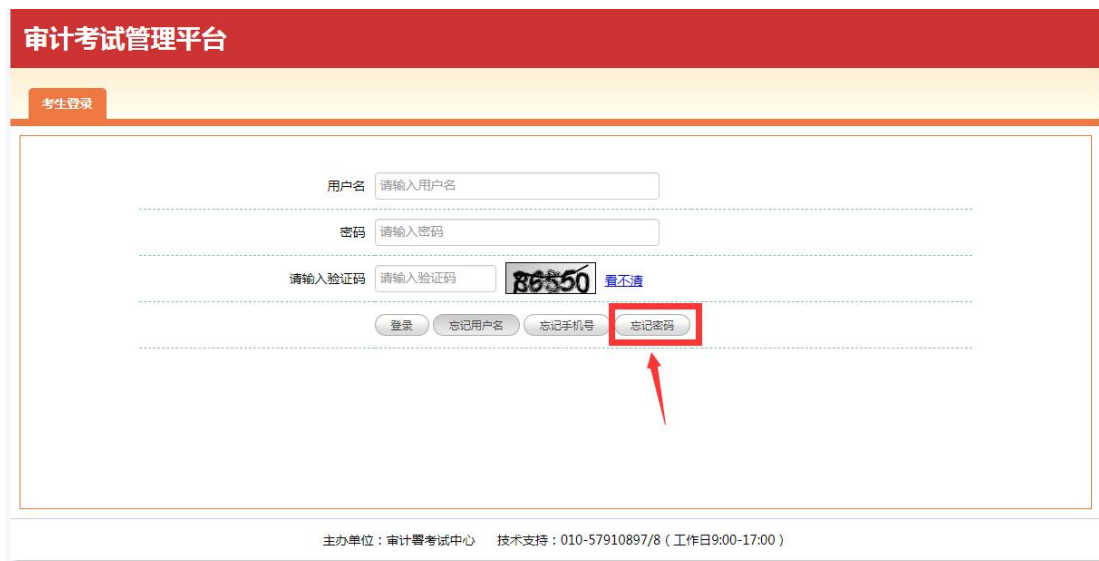 审计考试管理平台
考生登录
用户名 请输入用户名
密码 请输入密码
请输入验证码 请输入验证码 86550 看不清
登录 忘记用户名 忘记手机号 忘记密码
主办单位：审计署考试中心 技术支持：010-57910897/8（工作日9:00-17:00）